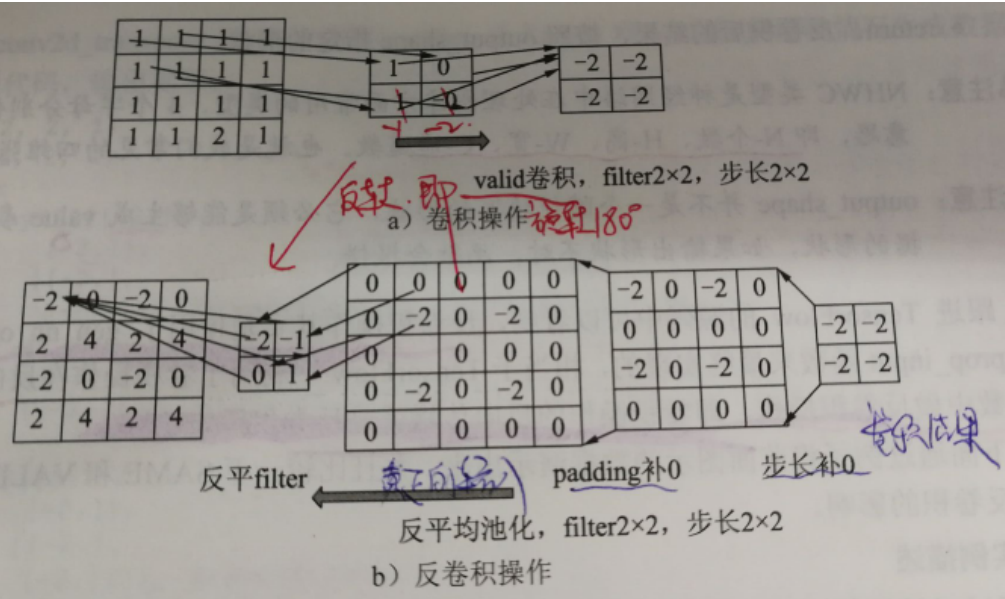 1 1 1 1
1 1 1 1
1 1 1 1
1 1 2 1
1 0
-1 -2
-2 -2
-2 -2
valid卷积，filter2×2，步长2×2
反转 即 旋转180°
a）卷积操作
-2 0 -2 0
2 4 2 4
-2 0 -2 0
2 4 2 4
-2 -1
0 1
0 0 0 0 0
0 -2 0 -2 0
0 0 0 0 0
0 -2 0 -2 0
0 0 0 0 0
-2 0 -2 0
0 0 0 0
-2 0 -2 0
0 0 0 0
-2 -2
-2 -2
卷积结果
反平filter
padding补0
步长补0
反平均池化，filter2×2，步长2×2
b）反卷积操作